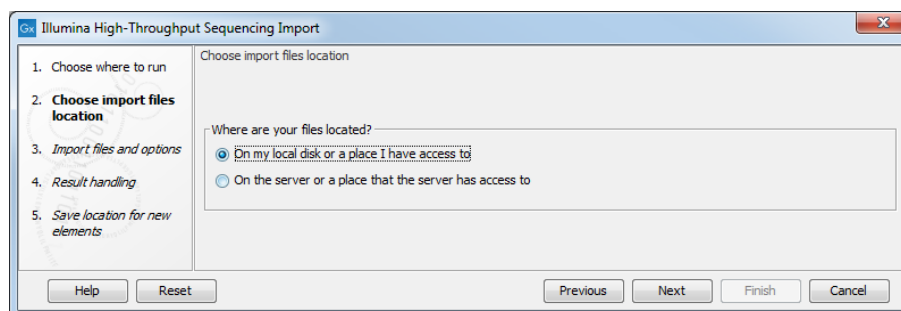 Gx Illumina High-Throughput Sequencing Import
1. Choose where to run
2. Choose import files
location
3. Import files and options
4. Result handling
5. Save location for new
elements
Choose import files location
Where are your files located?
On my local disk or a place I have access to
On the server or a place that the server has access to
Help
Reset
Previous
Next
Finish
Cancel